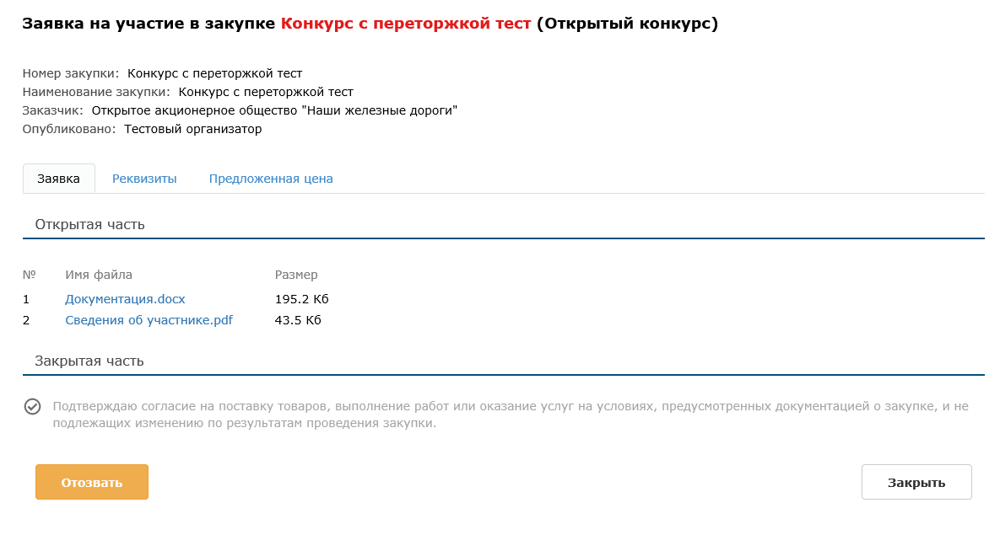 Заявка на участие в закупке Конкурс с переторжкой тест (Открытый конкурс)
Номер закупки: Конкурс с переторжкой тест
Наименование закупки: Конкурс с переторжкой тест
Заказчик: Открытое акционерное общество "Наши железные дороги"
Опубликовано: Тестовый организатор
Заявка Реквизиты Предложенная цена
Открытая часть
№ Имя файла Размер
1 Документация.docx 195.2 Кб
2 Сведения об участнике.pdf 43.5 Кб
Закрытая часть
Подтверждаю согласие на поставку товаров, выполнение работ или оказание услуг на условиях, предусмотренных документацией о закупке, и не
подлежащих изменению по результатам проведения закупки.
Отозвать Закрыть